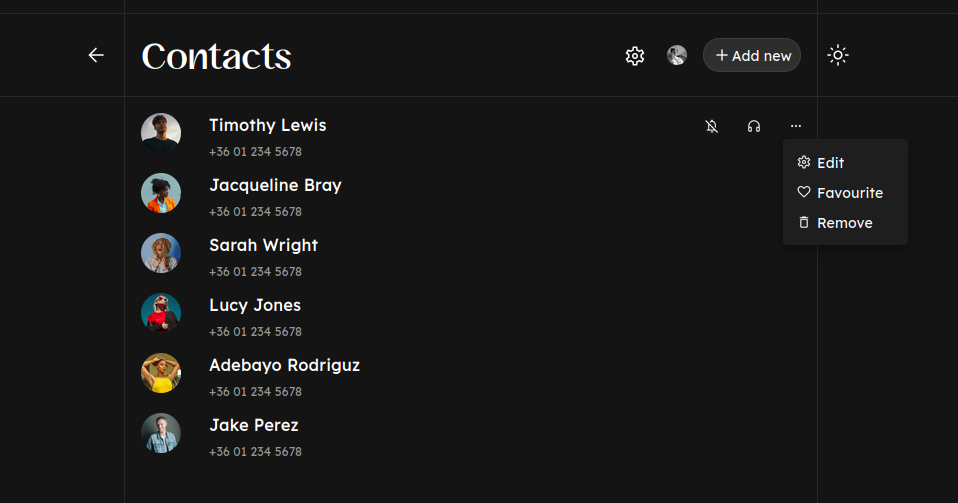 Contacts
Add new
Timothy Lewis
+36 01 234 5678
Edit
Favourite
Remove
Jacqueline Bray
+36 01 234 5678
Sarah Wright
+36 01 234 5678
Lucy Jones
+36 01 234 5678
Adebayo Rodriguz
+36 01 234 5678
Jake Perez
+36 01 234 5678